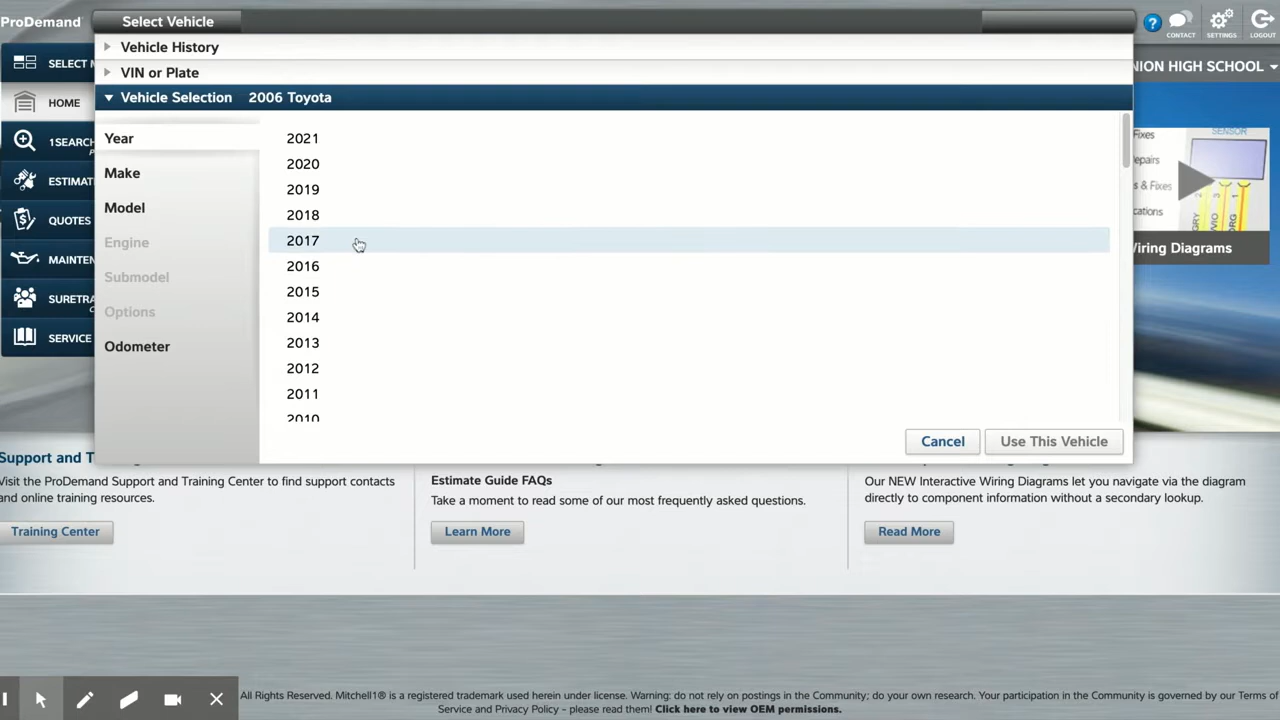 ProDemand
Select Vehicle
CONTACT
SETTINGS
LOGOUT
Vehicle History
VIN or Plate
Vehicle Selection 2006 Toyota
NION HIGH SCHOOL
SELECT
HOME
1SEARCH
ESTIMAT
QUOTES
MAINTEN
SURETRA
SERVICE
Year
Make
Model
Engine
Submodel
Options
Odometer
2021
2020
2019
2018
2017
2016
2015
2014
2013
2012
2011
2010
SENSOR
Fixes
epairs
s & Fixes
cations
GRY
VIO
ORG
2
3
1
Wiring Diagrams
Cancel
Use This Vehicle
Support and T
Visit the ProDemand Support and Training Center to find support contacts
and online training resources.
Training Center
Estimate Guide FAQs
Take a moment to read some of our most frequently asked questions.
Learn More
Our NEW Interactive Wiring Diagrams let you navigate via the diagram
directly to component information without a secondary lookup.
Read More
All Rights Reserved. Mitchell1® is a registered trademark used herein under license. Warning: do not rely on postings in the Community; do your own research. Your participation in the Community is governed by our Terms of
Service and Privacy Policy - please read them! Click here to view OEM permissions.